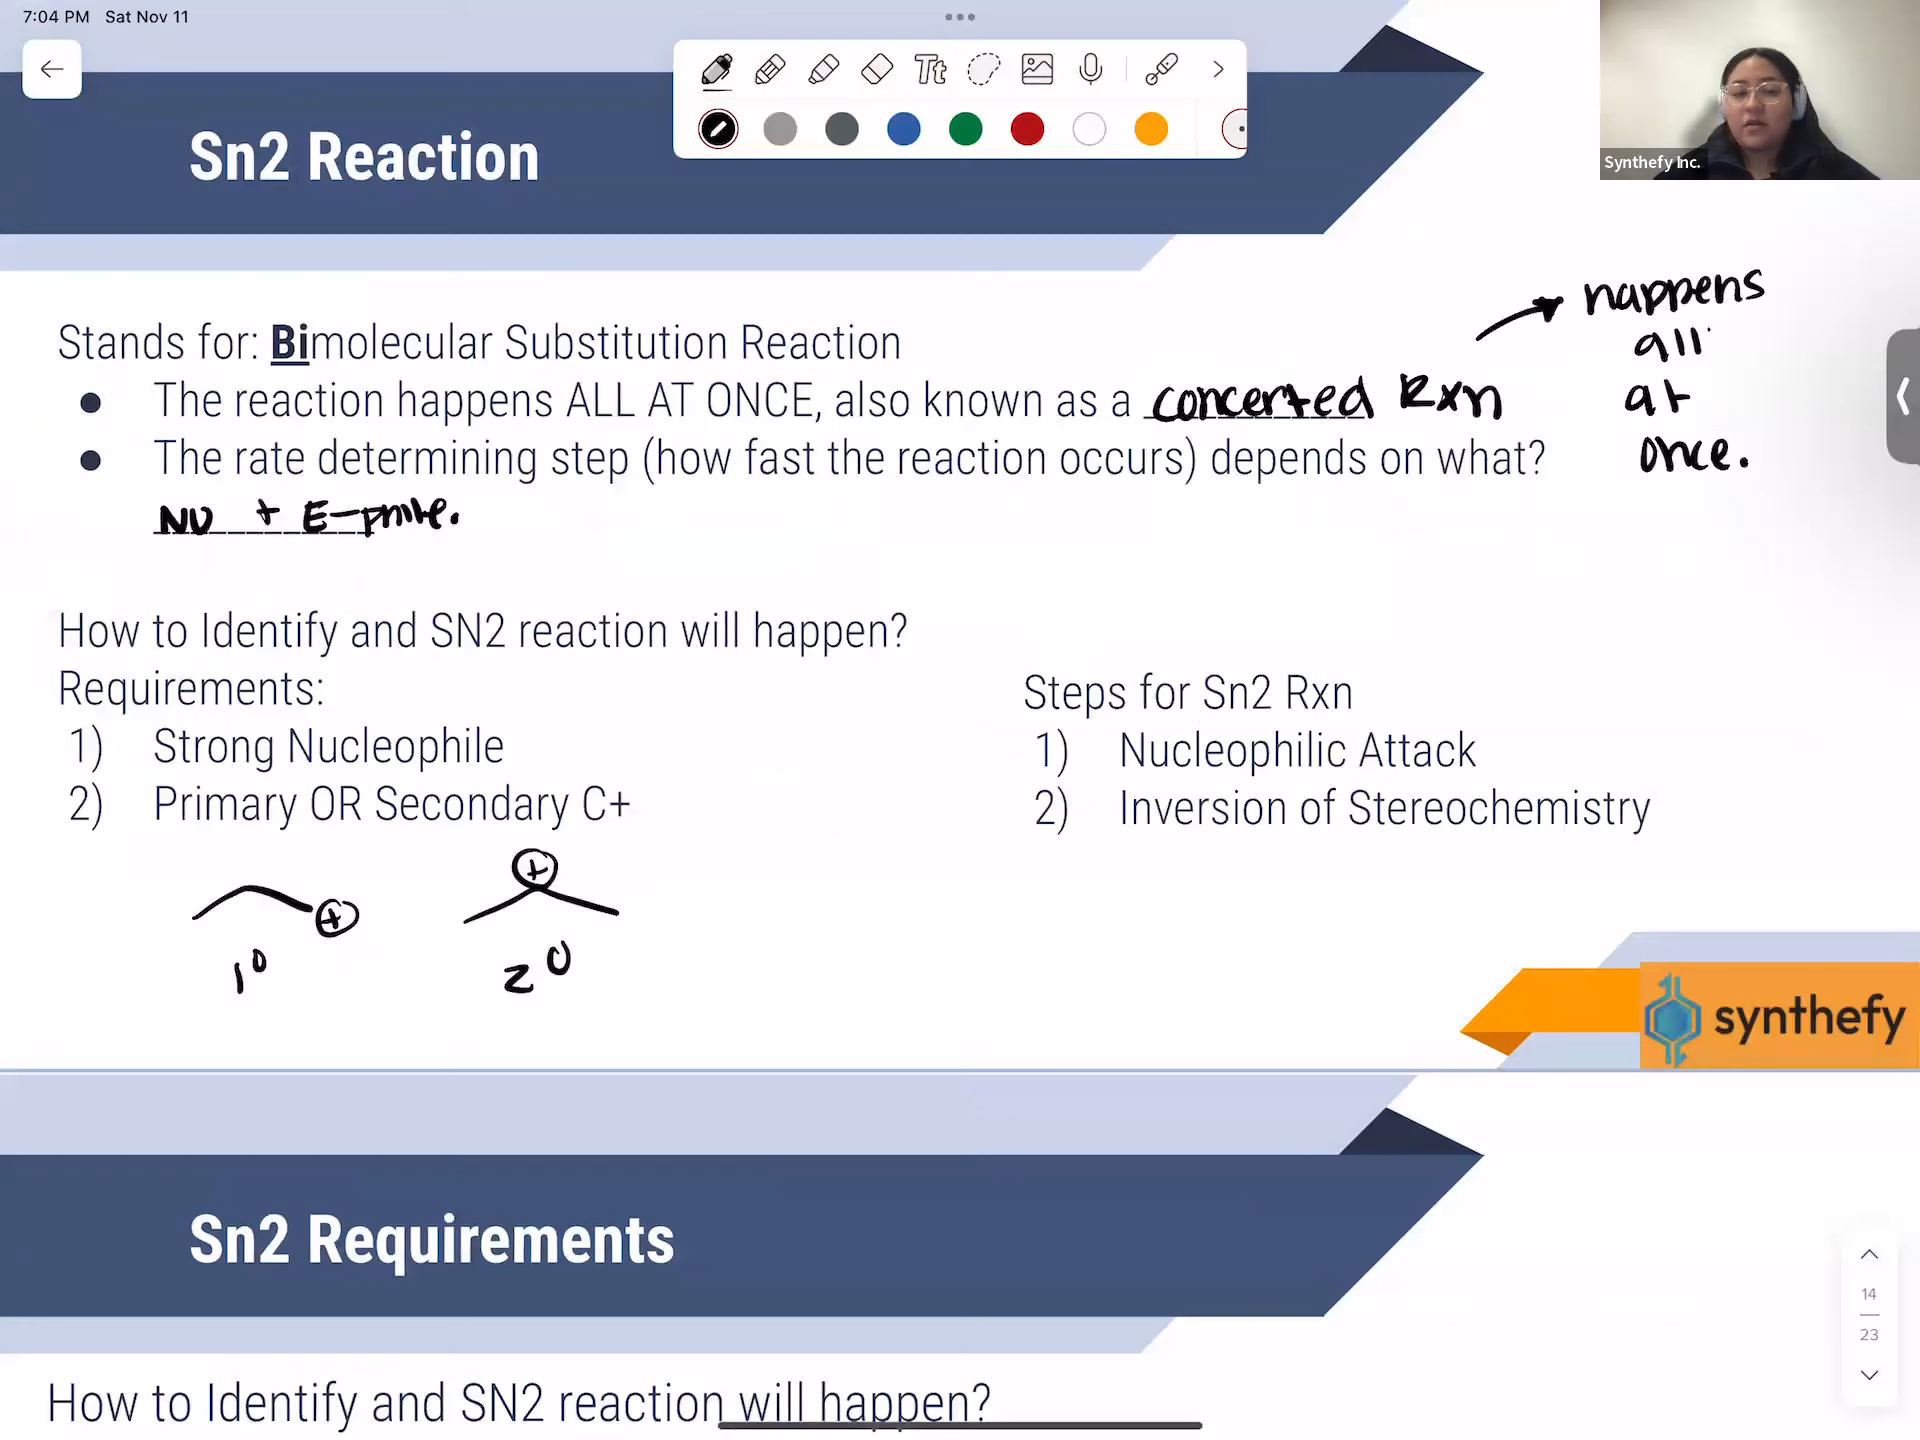 7:04 PM Sat Nov 11
Tt
Sn2 Reaction
Synthefy Inc.
happens
all
at
once.
Stands for: Bimolecular Substitution Reaction
● The reaction happens ALL AT ONCE, also known as a concerted Rxn
● The rate determining step (how fast the reaction occurs) depends on what?
NU + E-phile.
How to Identify and SN2 reaction will happen?
Requirements:
1) Strong Nucleophile
2) Primary OR Secondary C+
+
+
1°
2°
Steps for Sn2 Rxn
1) Nucleophilic Attack
2) Inversion of Stereochemistry
synthefy
Sn2 Requirements
14
23
How to Identify and SN2 reaction will happen?